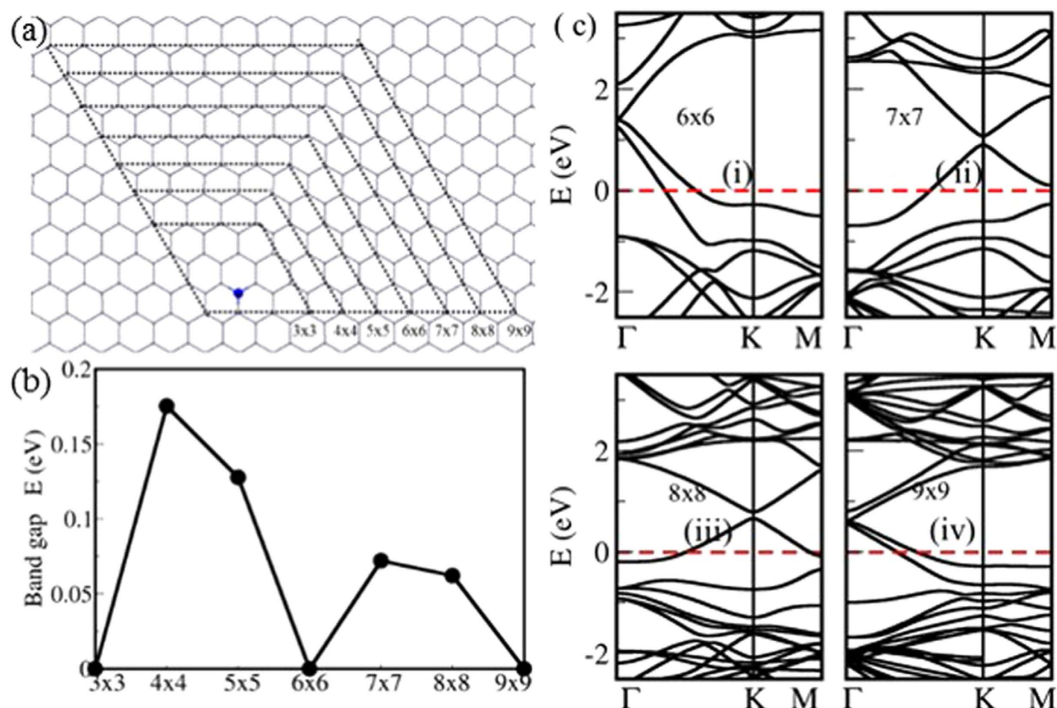 (a)
3x3 4x4 5x5 6x6 7x7 8x8 9x9
(b)
Band gap E (eV)
0.2
0.15
0.1
0.05
0
3x3 4x4 5x5 6x6 7x7 8x8 9x9
(c)
E (eV)
2
0
-2
6x6
(i)
Γ K M
7x7
(ii)
Γ K M
E (eV)
2
0
-2
8x8
(iii)
Γ K M
9x9
(iv)
Γ K M